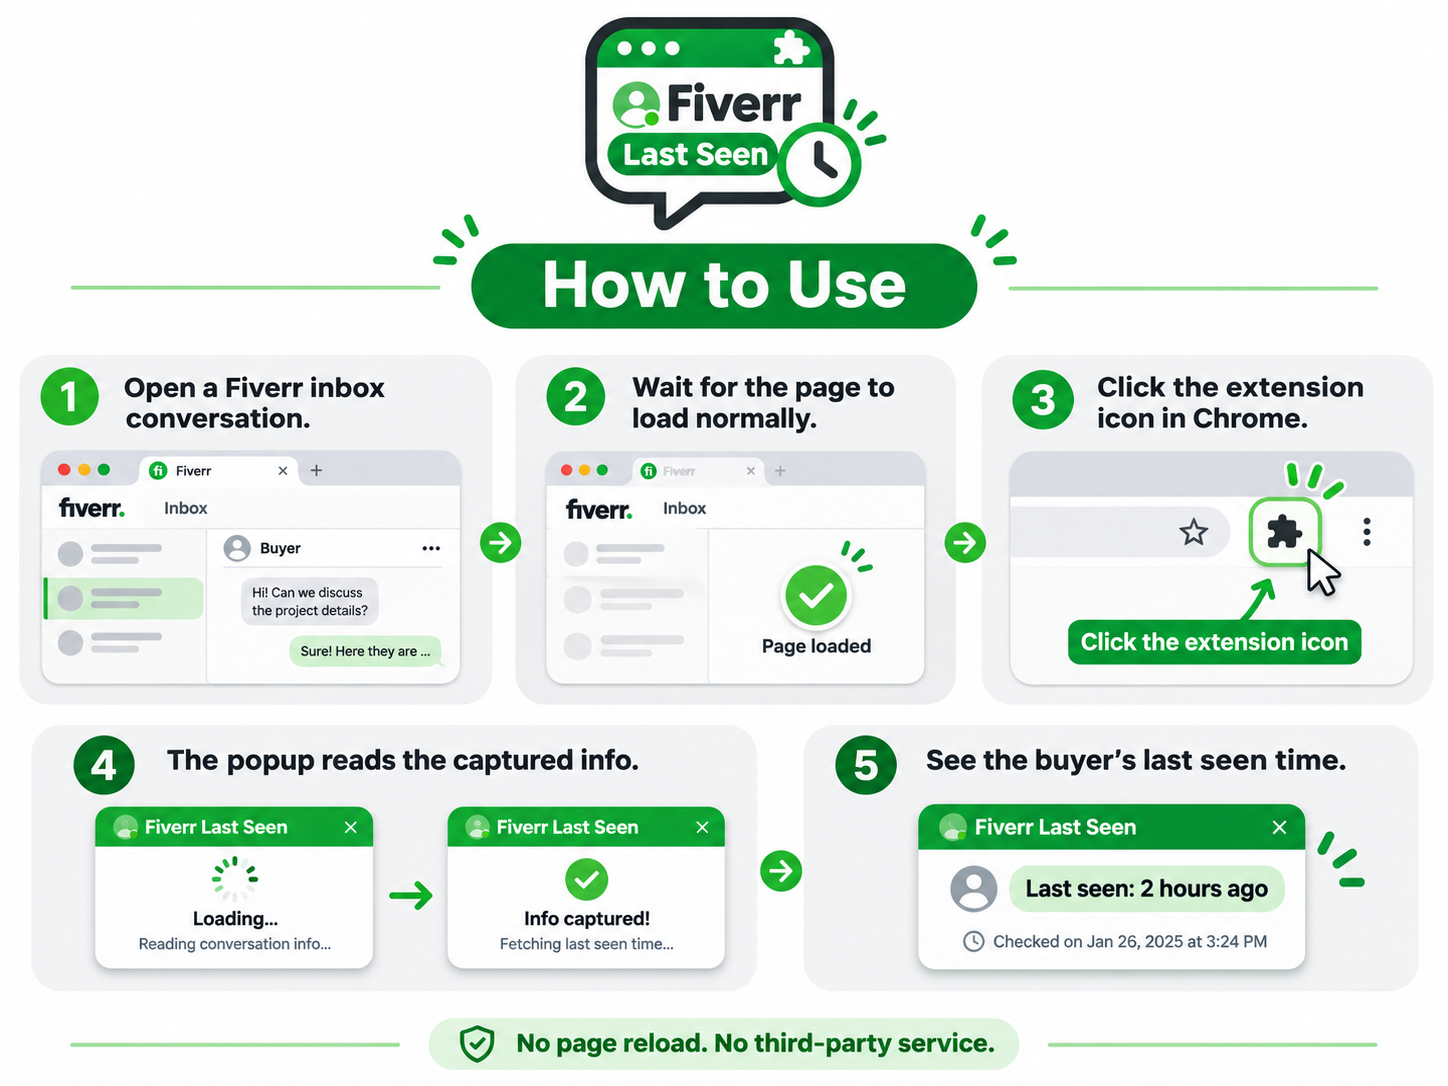 Fiverr
Last Seen
How to Use
1
Open a Fiverr inbox
conversation.
fi Fiverr
fiverr.
Inbox
Buyer
Hi! Can we discuss
the project details?
Sure! Here they are ...
2
Wait for the page to
load normally.
fi Fiverr
fiverr.
Inbox
Page loaded
3
Click the extension
icon in Chrome.
Click the extension icon
4
The popup reads the captured info.
Fiverr Last Seen
Loading...
Reading conversation info...
Fiverr Last Seen
Info captured!
Fetching last seen time...
5
See the buyer’s last seen time.
Fiverr Last Seen
Last seen: 2 hours ago
Checked on Jan 26, 2025 at 3:24 PM
No page reload. No third-party service.